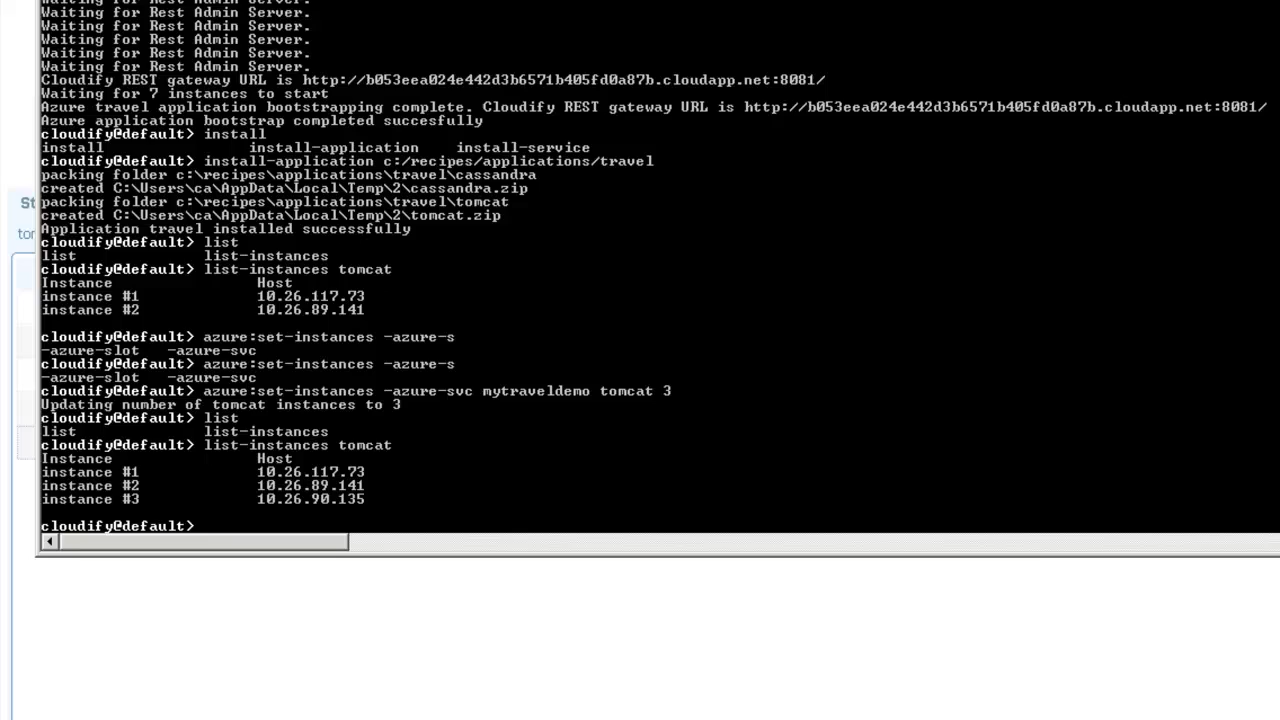 Waiting for Rest Admin Server.
Waiting for Rest Admin Server.
Waiting for Rest Admin Server.
Waiting for Rest Admin Server.
Waiting for Rest Admin Server.
Waiting for Rest Admin Server.
Cloudify REST gateway URL is http://b053eea024e442d3b6571b405fd0a87b.cloudapp.net:8081/
Waiting for 7 instances to start
Azure travel application bootstrapping complete. Cloudify REST gateway URL is http://b053eea024e442d3b6571b405fd0a87b.cloudapp.net:8081/
Azure application bootstrap completed succesfully
cloudify@default> install
install install-application install-service
cloudify@default> install-application c:/recipes/applications/travel
packing folder c:\recipes\applications\travel\cassandra
created C:\Users\ca\AppData\Local\Temp\2\cassandra.zip
packing folder c:\recipes\applications\travel\tomcat
created C:\Users\ca\AppData\Local\Temp\2\tomcat.zip
Application travel installed successfully
cloudify@default> list
list list-instances
cloudify@default> list-instances tomcat
Instance Host
instance #1 10.26.117.73
instance #2 10.26.89.141
cloudify@default> azure:set-instances -azure-s
-azure-slot -azure-svc
cloudify@default> azure:set-instances -azure-s
-azure-slot -azure-svc
cloudify@default> azure:set-instances -azure-svc mytraveldemo tomcat 3
Updating number of tomcat instances to 3
cloudify@default> list
list list-instances
cloudify@default> list-instances tomcat
Instance Host
instance #1 10.26.117.73
instance #2 10.26.89.141
instance #3 10.26.90.135
cloudify@default>
St
tom